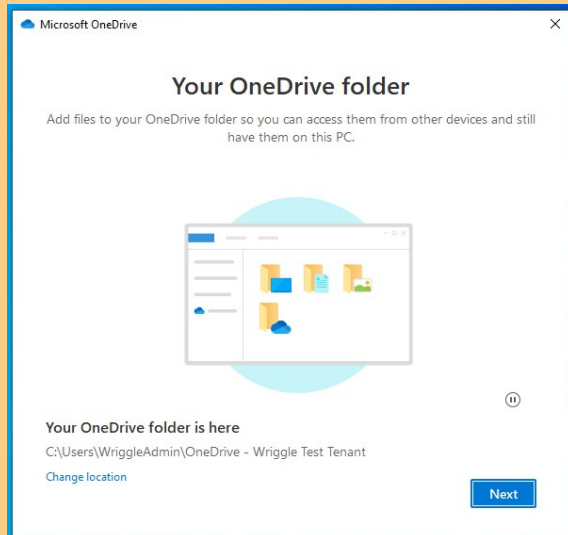 Microsoft OneDrive
Your OneDrive folder
Add files to your OneDrive folder so you can access them from other devices and still
have them on this PC.
Your OneDrive folder is here
C:\Users\WriggleAdmin\OneDrive - Wriggle Test Tenant
Change location
Next